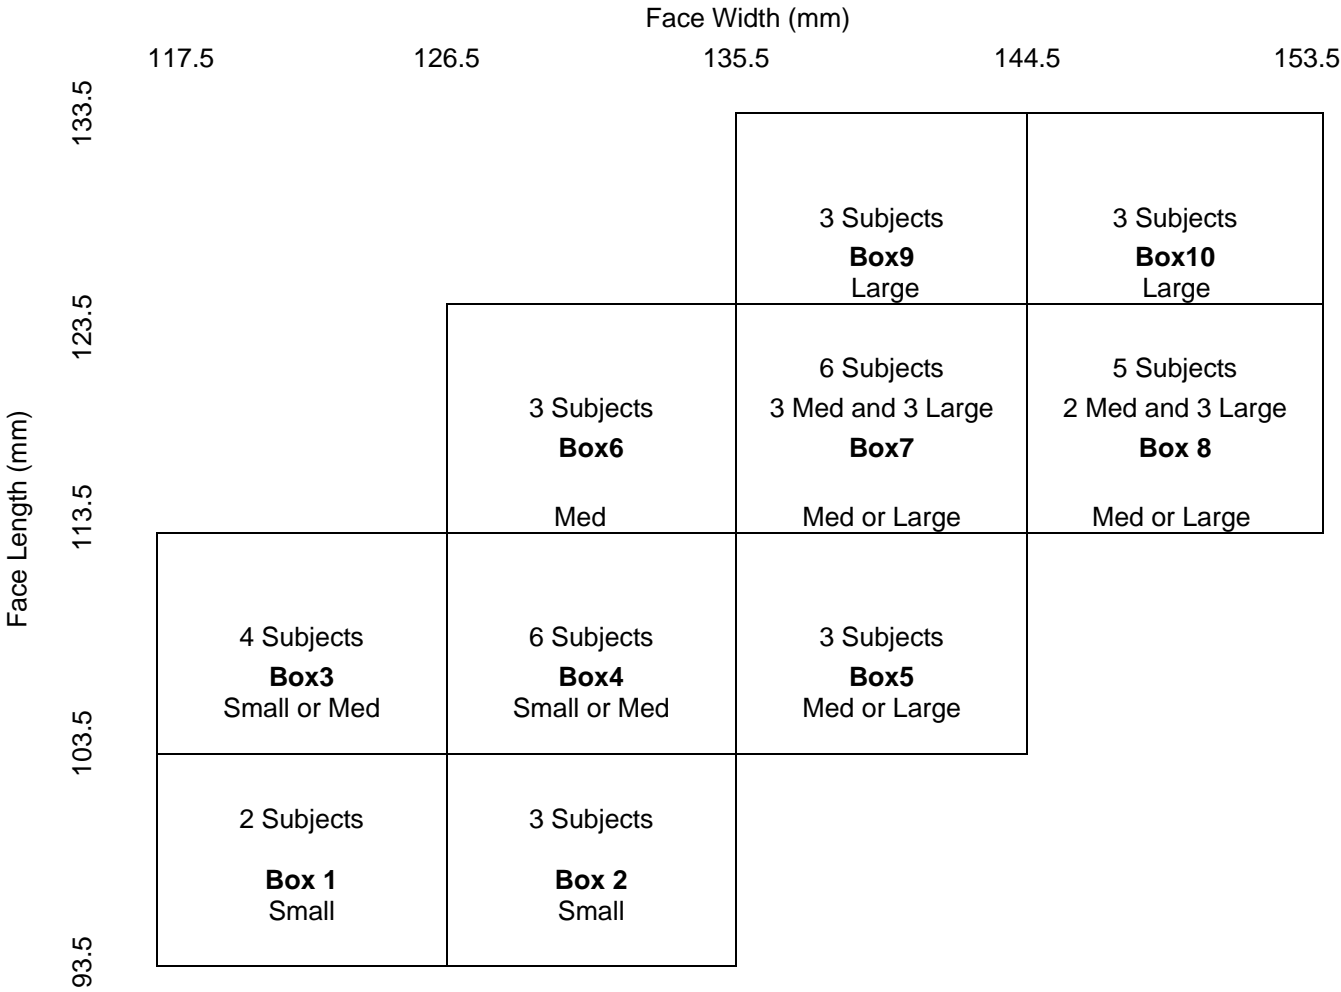 Face Width (mm)
117.5 126.5 135.5 144.5 153.5
133.5
3 Subjects 3 Subjects
Box9 Box10
Large Large
123.5
6 Subjects 5 Subjects
3 Subjects 3 Med and 3 Large 2 Med and 3 Large
Box6 Box7 Box 8
Med Med or Large Med or Large
Face Length (mm)
113.5
4 Subjects 6 Subjects 3 Subjects
Box3 Box4 Box5
Small or Med Small or Med Med or Large
103.5
2 Subjects 3 Subjects
Box 1 Box 2
Small Small
93.5